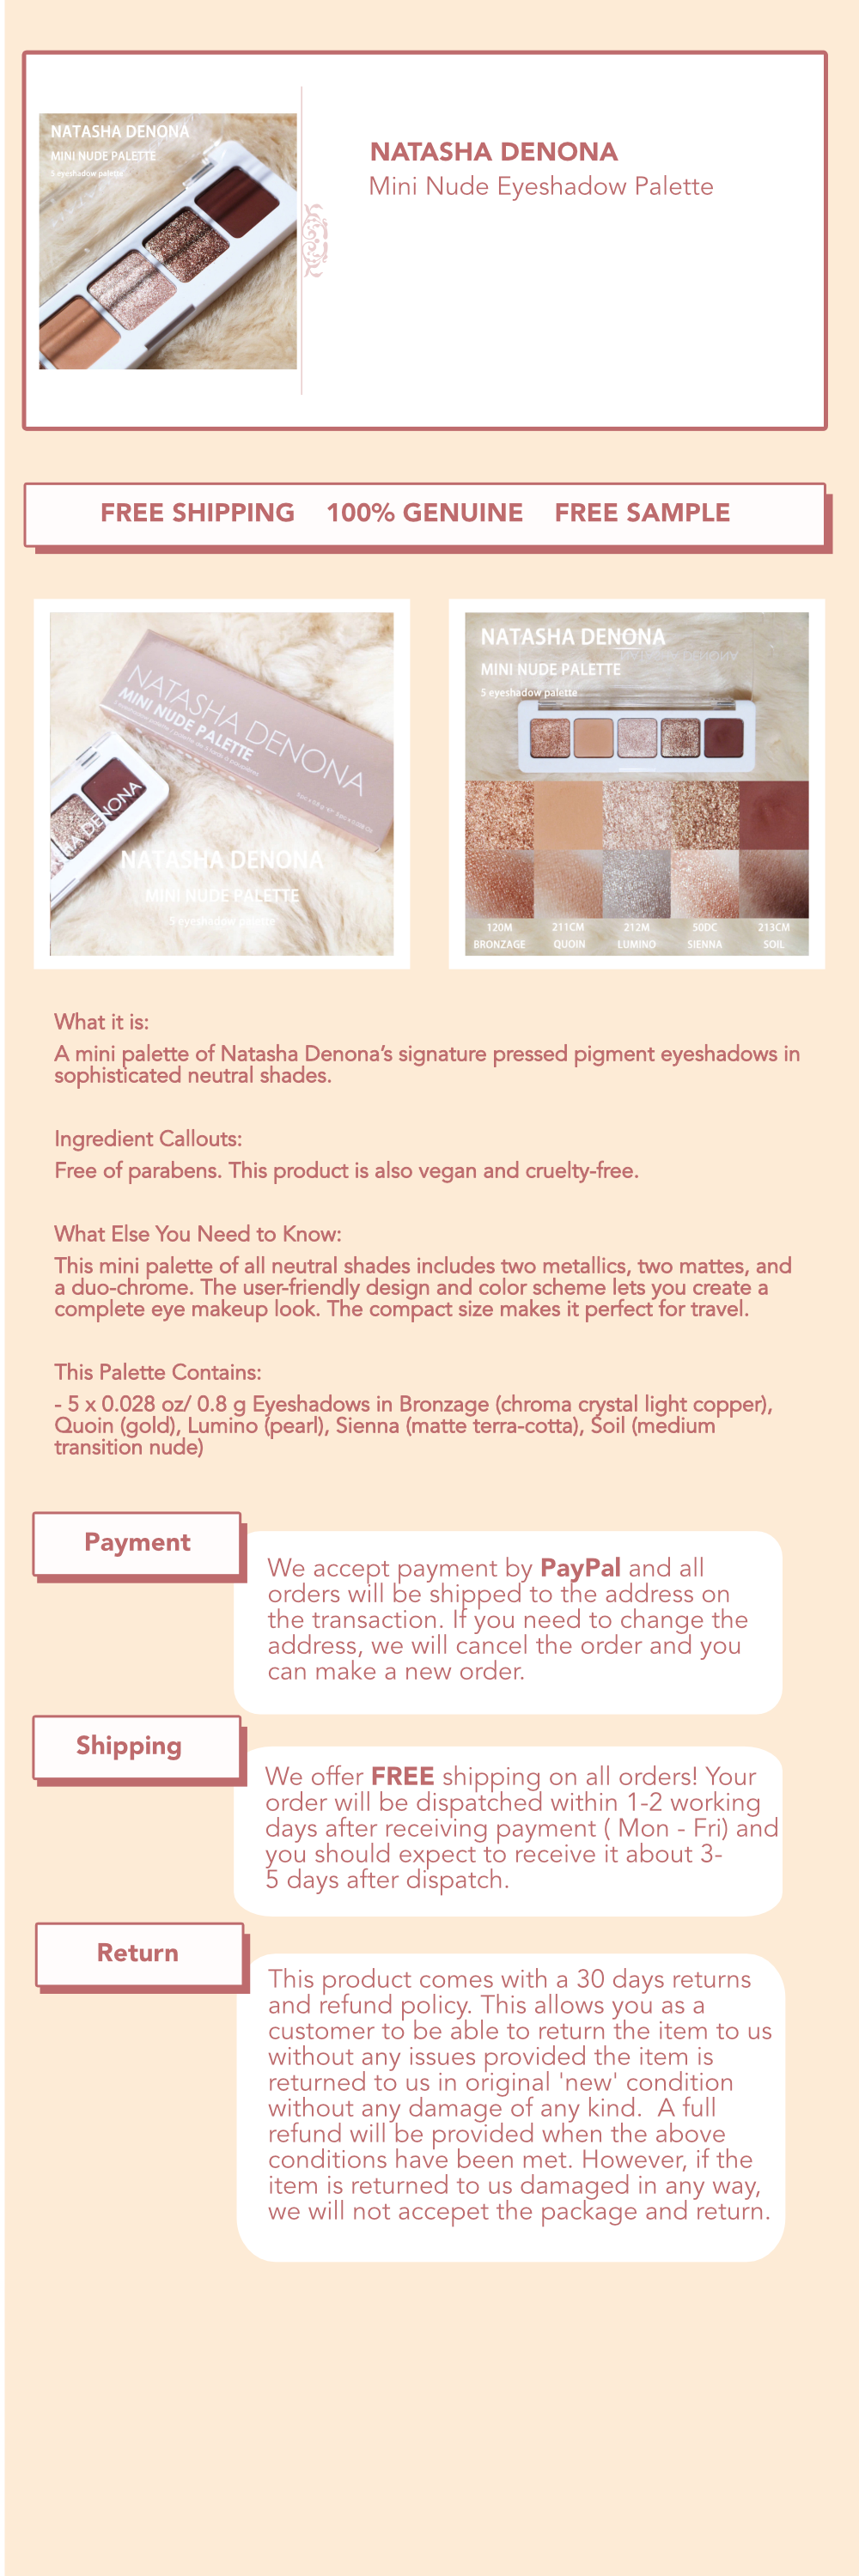 NATASHA DENONA
MINI NUDE PALETTE
5 eyeshadow palette
NATASHA DENONA
Mini Nude Eyeshadow Palette
FREE SHIPPING 100% GENUINE FREE SAMPLE
NATASHA DENONA
MINI NUDE PALETTE
DENONA
NATASHA DENONA
MINI NUDE PALETTE
5 eyeshadow palette
NATASHA DENONA
MINI NUDE PALETTE
5 eyeshadow palette
120M 211CM 212M 50DC 213CM
BRONZAGE QUOIN LUMINO SIENNA SOIL
What it is:
A mini palette of Natasha Denona’s signature pressed pigment eyeshadows in
sophisticated neutral shades.
Ingredient Callouts:
Free of parabens. This product is also vegan and cruelty-free.
What Else You Need to Know:
This mini palette of all neutral shades includes two metallics, two mattes, and
a duo-chrome. The user-friendly design and color scheme lets you create a
complete eye makeup look. The compact size makes it perfect for travel.
This Palette Contains:
- 5 x 0.028 oz/ 0.8 g Eyeshadows in Bronzage (chroma crystal light copper),
Quoin (gold), Lumino (pearl), Sienna (matte terra-cotta), Soil (medium
transition nude)
Payment
We accept payment by PayPal and all
orders will be shipped to the address on
the transaction. If you need to change the
address, we will cancel the order and you
can make a new order.
Shipping
We offer FREE shipping on all orders! Your
order will be dispatched within 1-2 working
days after receiving payment ( Mon - Fri) and
you should expect to receive it about 3-
5 days after dispatch.
Return
This product comes with a 30 days returns
and refund policy. This allows you as a
customer to be able to return the item to us
without any issues provided the item is
returned to us in original 'new' condition
without any damage of any kind. A full
refund will be provided when the above
conditions have been met. However, if the
item is returned to us damaged in any way,
we will not accepet the package and return.